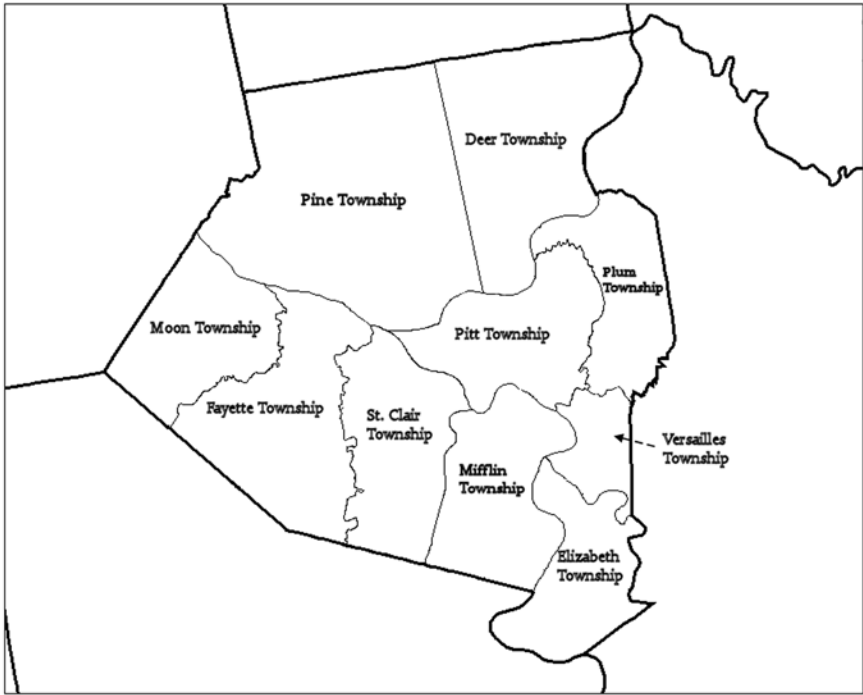 Deer Township
Pine Township
Plum
Township
Moon Township
Pitt Township
Fayette Township
St. Clair
Township
Versailles
Township
Mifflin
Township
Elizabeth
Township